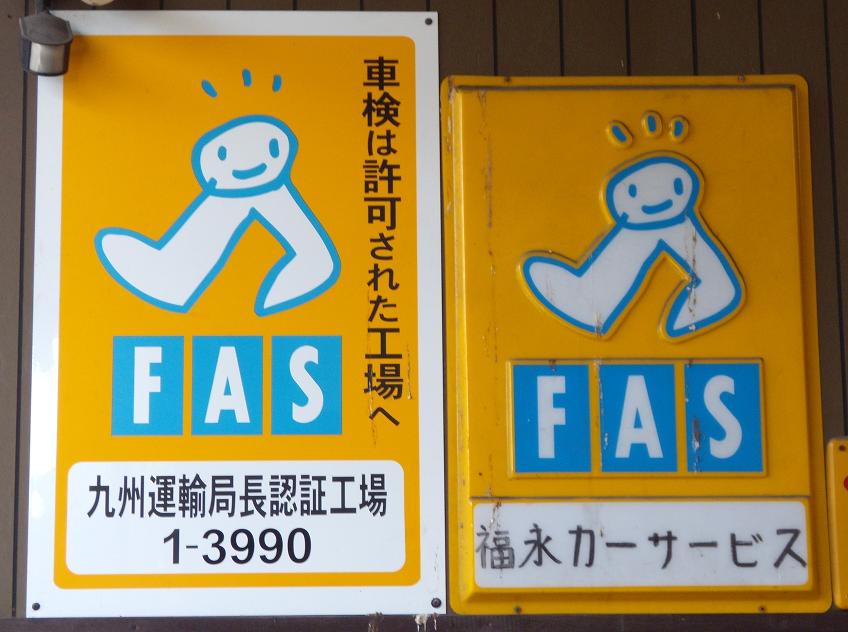 車検は許可された工場へ
FAS
九州運輸局長認証工場
1-3990
FAS
福永カーサービス